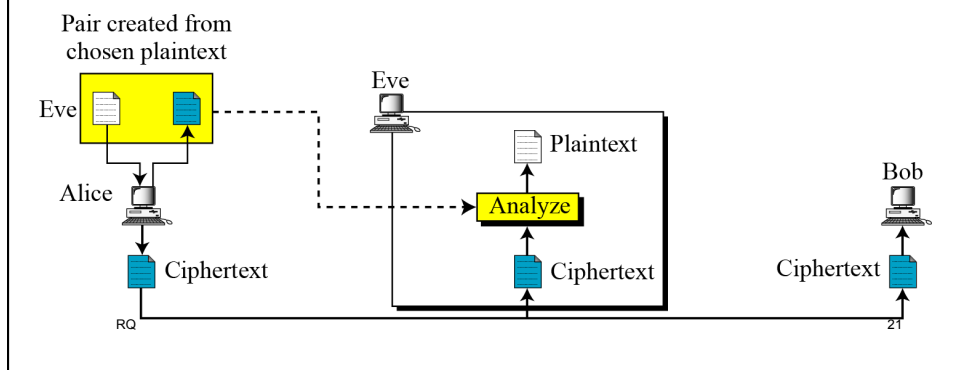 Pair created from
chosen plaintext
Eve
Eve
Plaintext
Alice
Analyze
Bob
Ciphertext
Ciphertext
Ciphertext
RQ
21